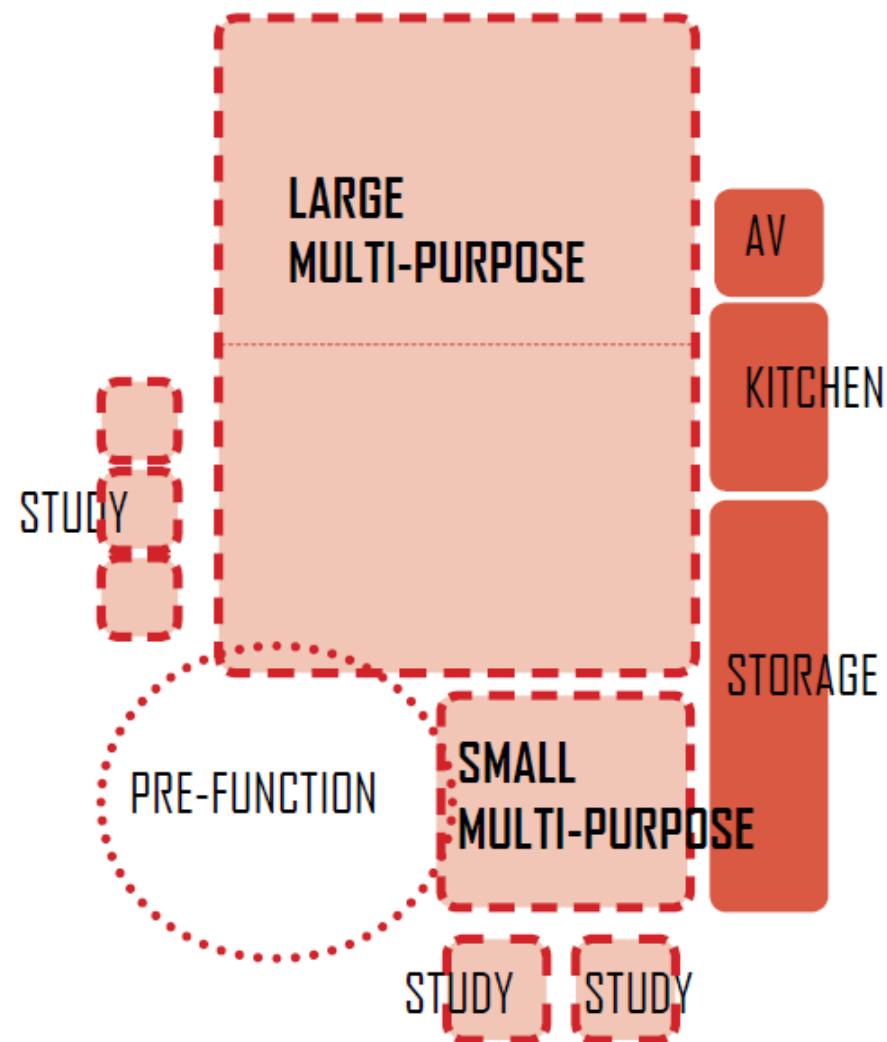 LARGE
MULTI-PURPOSE
AV
KITCHEN
STUDY
STORAGE
PRE-FUNCTION
SMALL
MULTI-PURPOSE
STUDY
STUDY